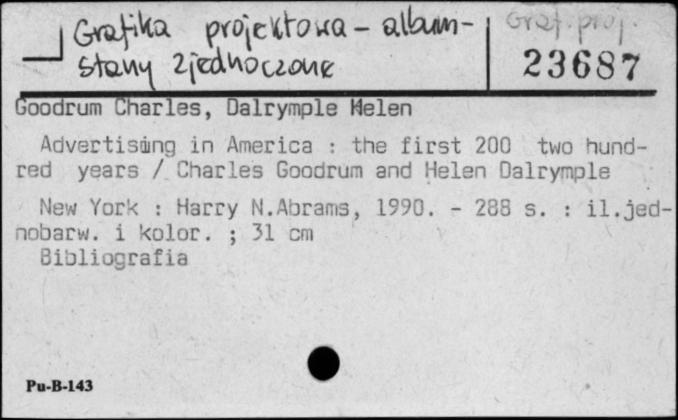 Grafika projektowa - album -
Stany Zjednoczone
Graf. proj.
23687
Goodrum Charles, Dalrymple Helen
Advertising in America : the first 200 two hund-
red years / Charles Goodrum and Helen Dalrymple
New York : Harry N.Abrams, 1990. - 288 s. : il.jed-
nobarw. i kolor. ; 31 cm
Bibliografia
Pu-B-143